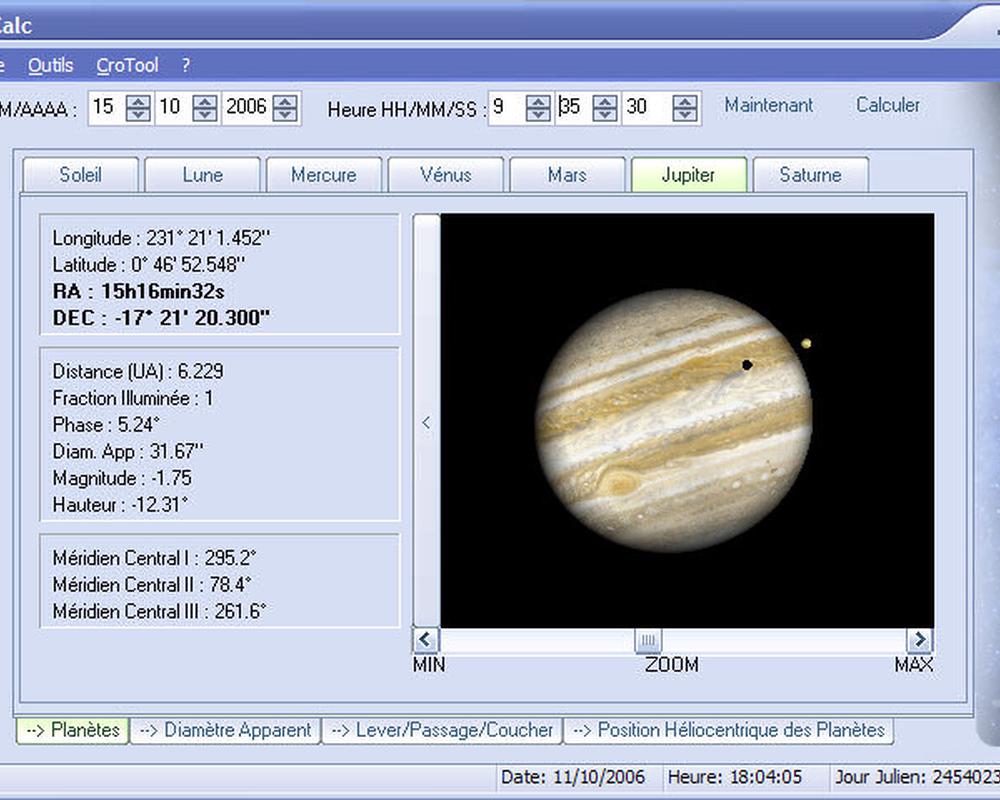 Calc
e Outils CroTool ?
M/AAAA : 15 10 2006 Heure HH/MM/SS : 9 35 30 Maintenant Calculer
Soleil Lune Mercure Vénus Mars Jupiter Saturne
Longitude : 231° 21' 1.452''
Latitude : 0° 46' 52.548''
RA : 15h16min32s
DEC : -17° 21' 20.300''
Distance (UA) : 6.229
Fraction Illuminée : 1
Phase : 5.24°
Diam. App : 31.67''
Magnitude : -1.75
Hauteur : -12.31°
Méridien Central I : 295.2°
Méridien Central II : 78.4°
Méridien Central III : 261.6°
MIN ZOOM MAX
--> Planètes --> Diamètre Apparent --> Lever/Passage/Coucher --> Position Héliocentrique des Planètes
Date: 11/10/2006 Heure: 18:04:05 Jour Julien: 2454023